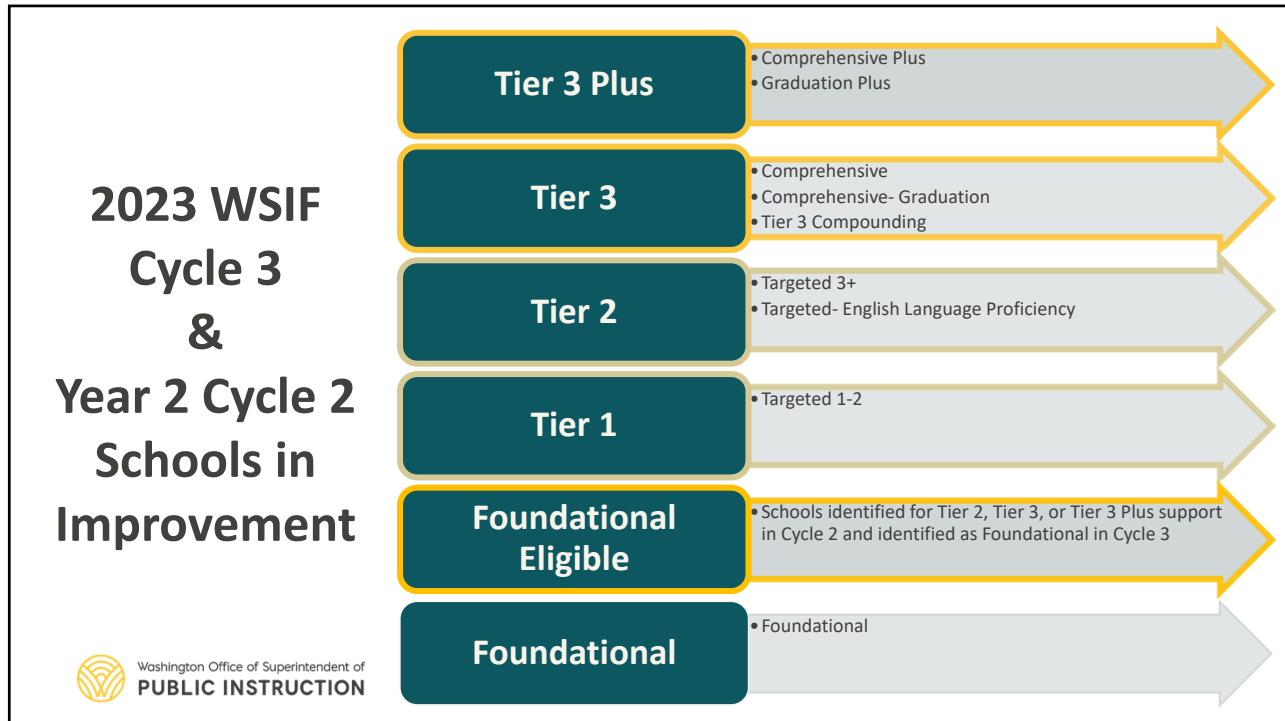 2023 WSIF
Cycle 3
&
Year 2 Cycle 2
Schools in
Improvement
Tier 3 Plus
• Comprehensive Plus
• Graduation Plus
Tier 3
• Comprehensive
• Comprehensive- Graduation
• Tier 3 Compounding
Tier 2
• Targeted 3+
• Targeted- English Language Proficiency
Tier 1
• Targeted 1-2
Foundational
Eligible
• Schools identified for Tier 2, Tier 3, or Tier 3 Plus support
in Cycle 2 and identified as Foundational in Cycle 3
Foundational
• Foundational
Washington Office of Superintendent of
PUBLIC INSTRUCTION